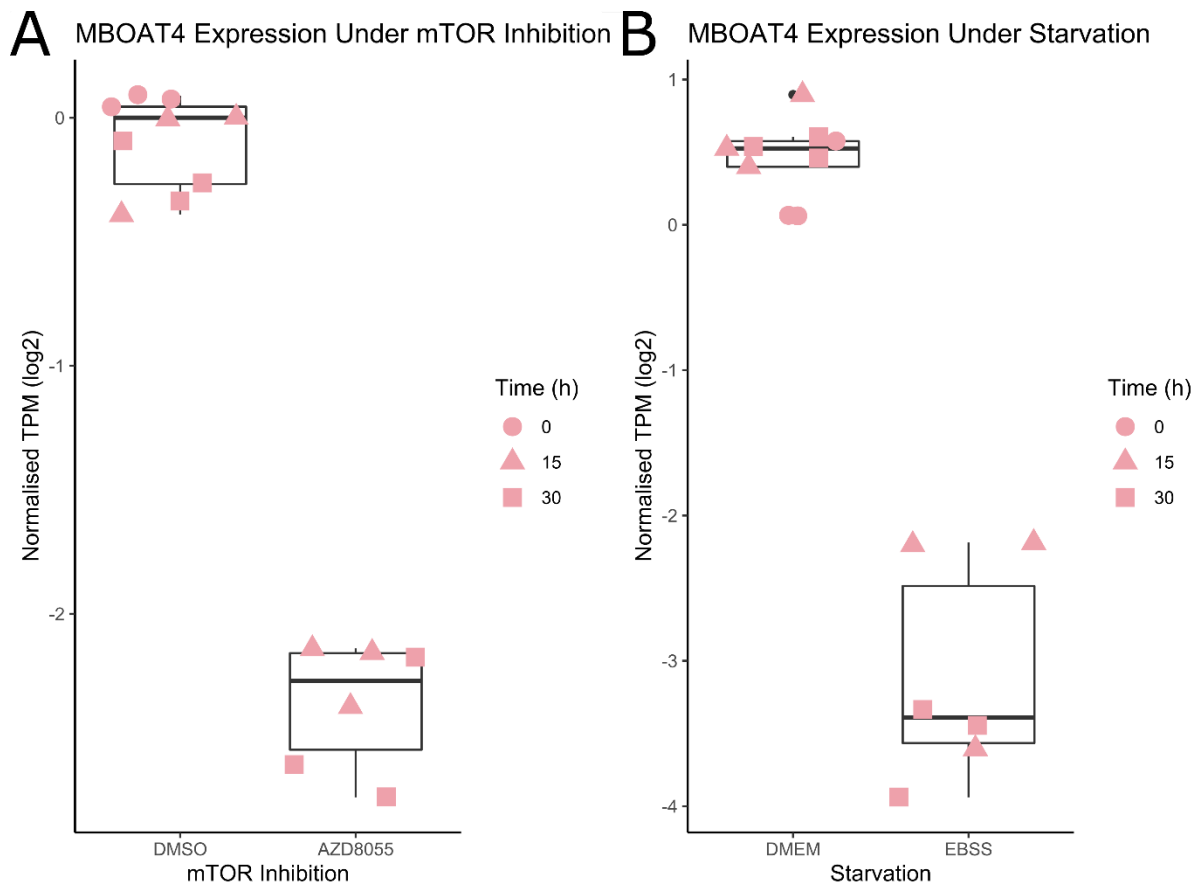 A
MBOAT4 Expression Under mTOR Inhibition
Normalised TPM (log2)
0
-1
-2
DMSO
AZD8055
mTOR Inhibition
Time (h)
0
15
30
B
MBOAT4 Expression Under Starvation
Normalised TPM (log2)
1
0
-1
-2
-3
-4
DMEM
EBSS
Starvation
Time (h)
0
15
30